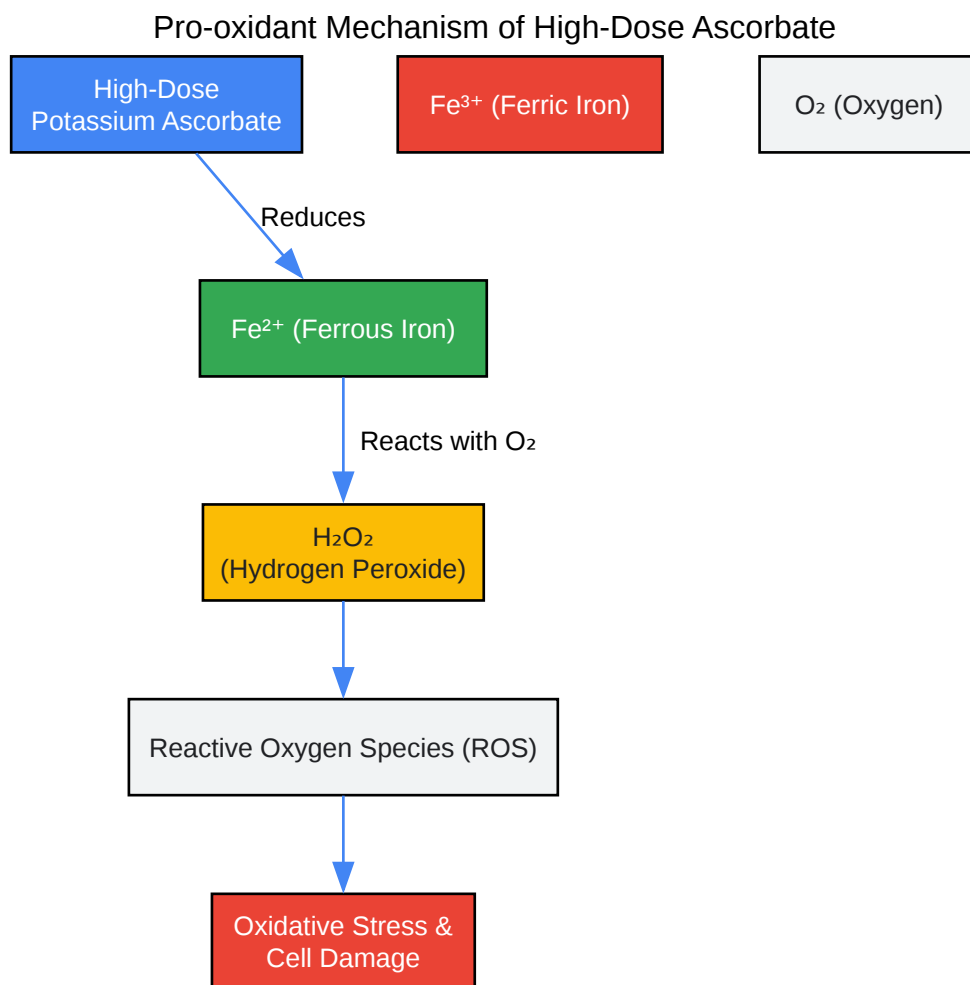 Pro-oxidant Mechanism of High-Dose Ascorbate
High-Dose
Potassium Ascorbate
Fe³⁺ (Ferric Iron)
O₂ (Oxygen)
Reduces
Fe²⁺ (Ferrous Iron)
Reacts with O₂
H₂O₂
(Hydrogen Peroxide)
Reactive Oxygen Species (ROS)
Oxidative Stress &
Cell Damage